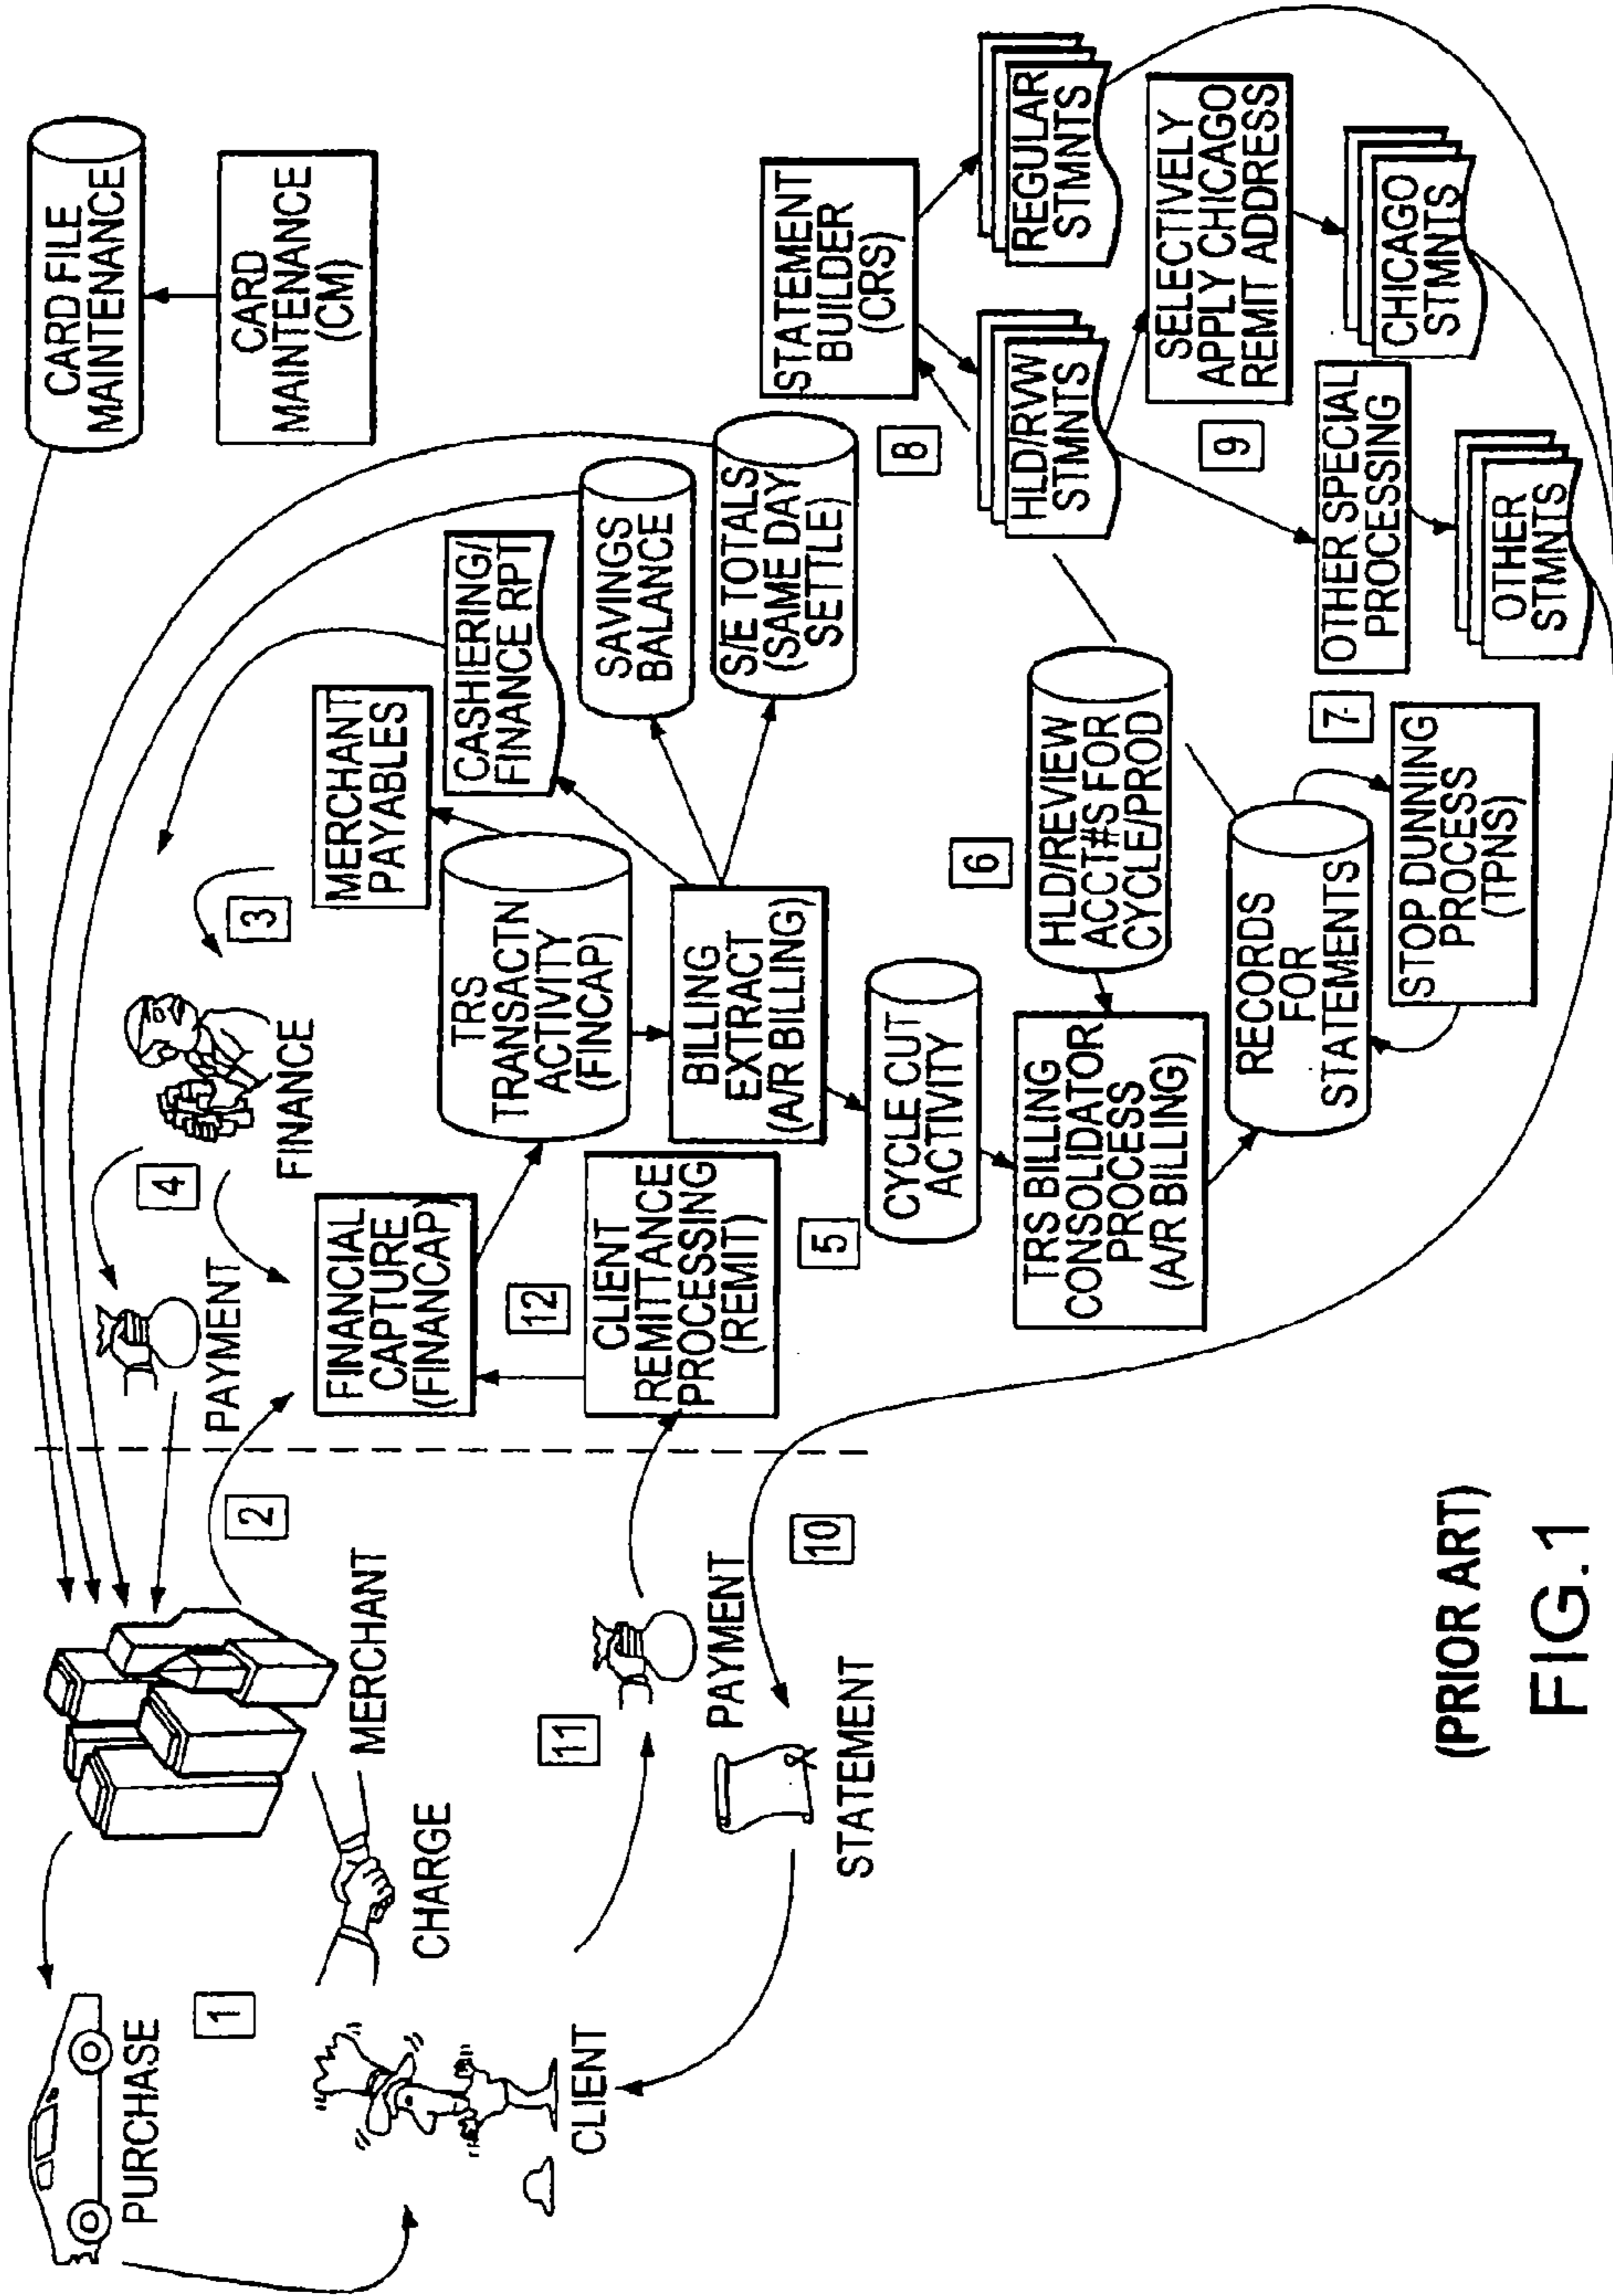 PURCHASE
1
CHARGE
MERCHANT
CLIENT
2
PAYMENT
4
FINANCE
3
CARD FILE
MAINTENANCE
CARD
MAINTENANCE
(CM)
MERCHANT
PAYABLES
CASHIERING/
FINANCE RPT
SAVINGS
BALANCE
S/E TOTALS
(SAME DAY
SETTLE)
FINANCIAL
CAPTURE
(FINANCAP)
TRS
TRANSACTN
ACTIVITY
(FINCAP)
12
CLIENT
REMITTANCE
PROCESSING
(REMIT)
BILLING
EXTRACT
(A/R BILLING)
11
PAYMENT
10
STATEMENT
5
CYCLE CUT
ACTIVITY
6
TRS BILLING
CONSOLIDATOR
PROCESS
(A/R BILLING)
HLD/REVIEW
ACCT#S FOR
CYCLE/PROD
RECORDS
FOR
STATEMENTS
7
STOP DUNNING
PROCESS
(TPNS)
STATEMENT
BUILDER
(CRS)
8
HLD/RVW
STMNTS
REGULAR
STMNTS
9
SELECTIVELY
APPLY CHICAGO
REMIT ADDRESS
OTHER SPECIAL
PROCESSING
CHICAGO
STMNTS
OTHER
STMNTS
(PRIOR ART)
FIG.1